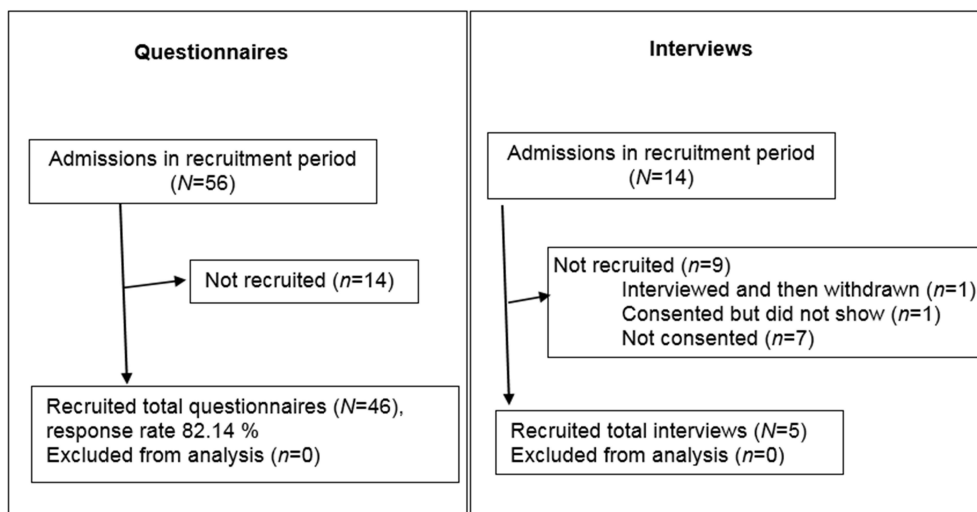 Questionnaires
Admissions in recruitment period
(N=56)
Not recruited (n=14)
Recruited total questionnaires (N=46),
response rate 82.14 %
Excluded from analysis (n=0)
Interviews
Admissions in recruitment period
(N=14)
Not recruited (n=9)
Interviewed and then withdrawn (n=1)
Consented but did not show (n=1)
Not consented (n=7)
Recruited total interviews (N=5)
Excluded from analysis (n=0)